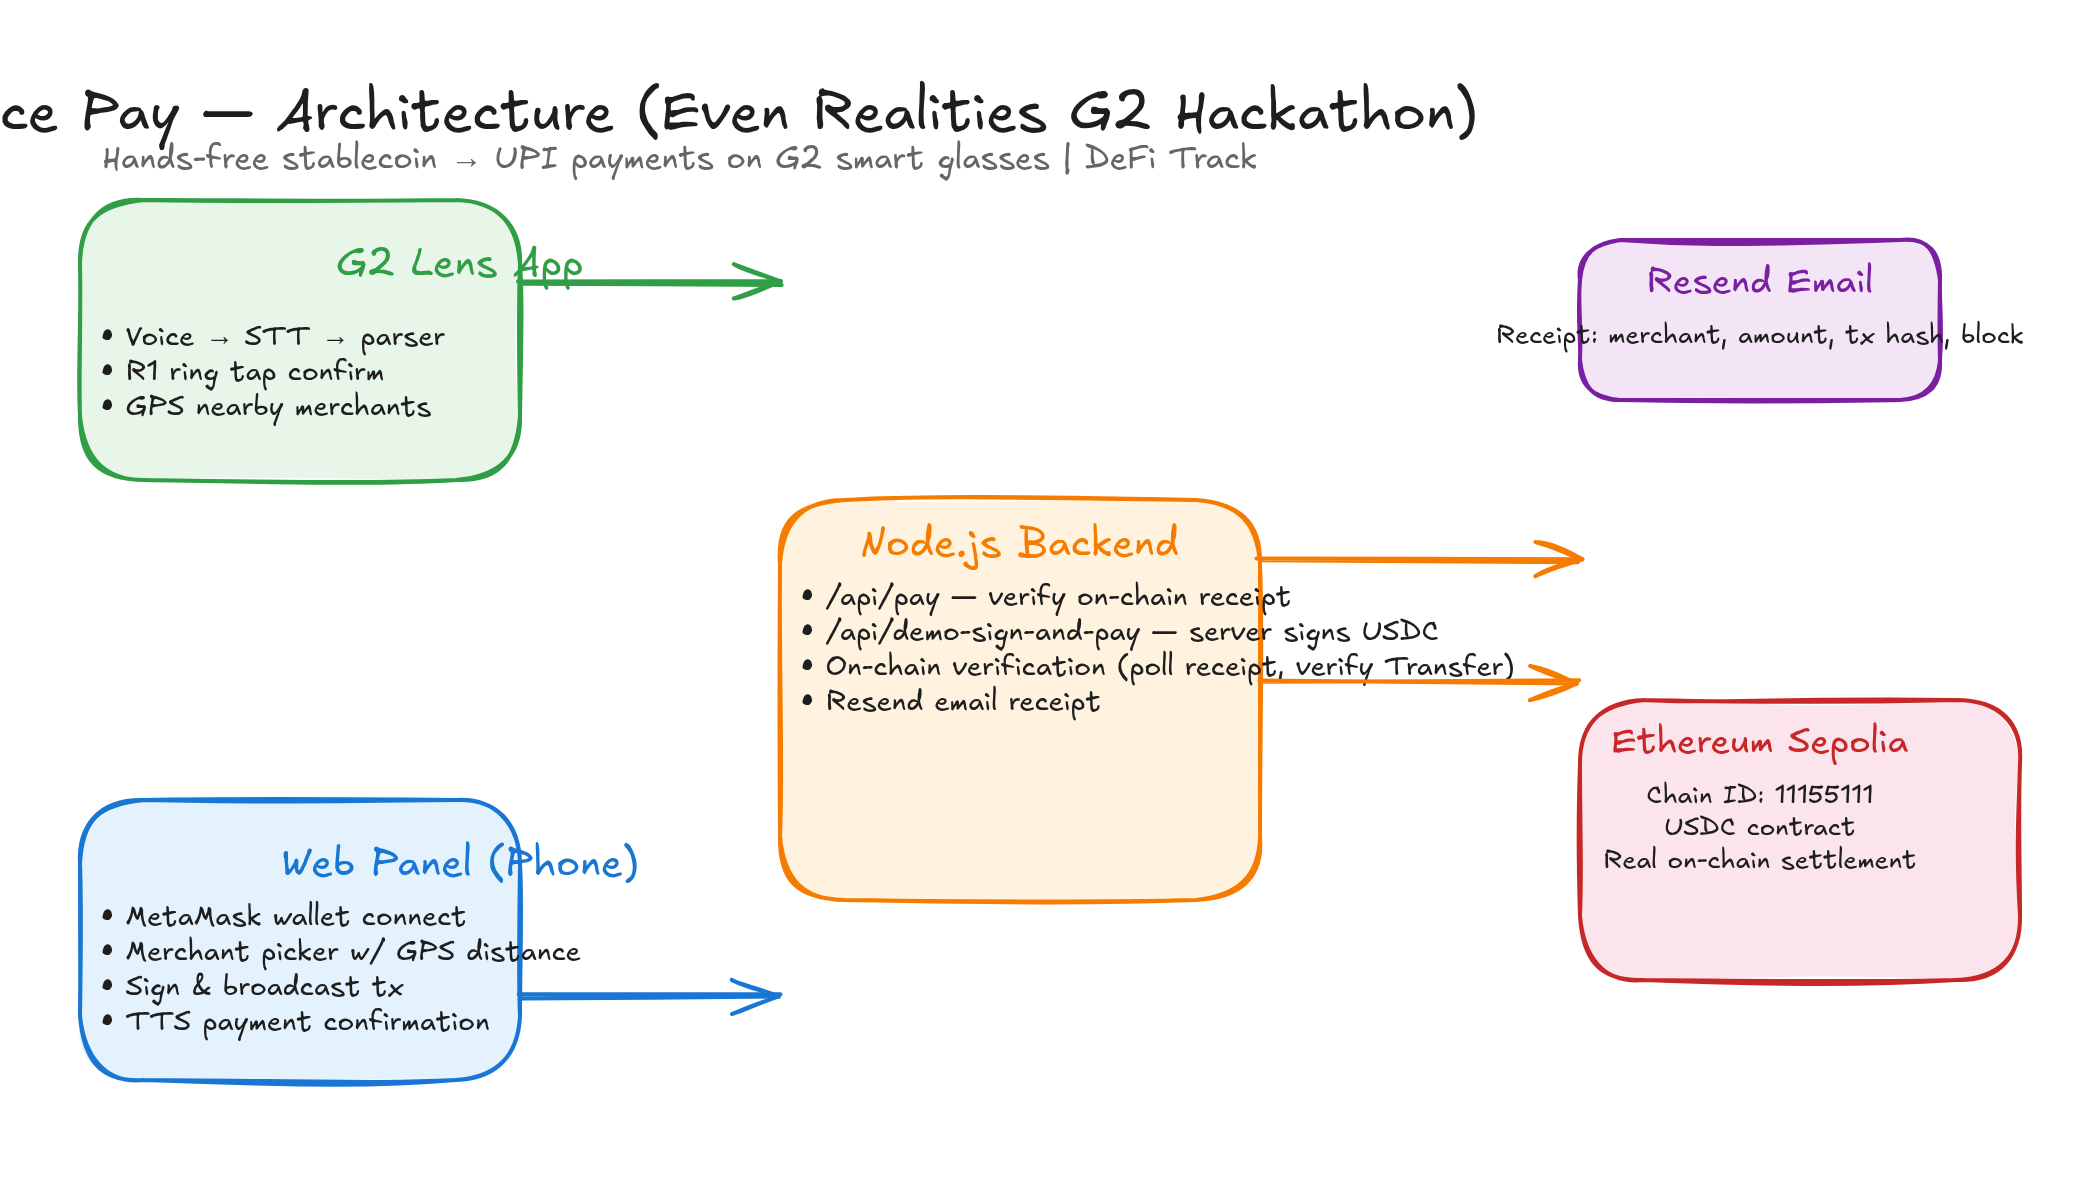 ce Pay — Architecture (Even Realities G2 Hackathon)
Hands-free stablecoin → UPI payments on G2 smart glasses | DeFi Track
G2 Lens App
• Voice → STT → parser
• R1 ring tap confirm
• GPS nearby merchants
Resend Email
Receipt: merchant, amount, tx hash, block
Node.js Backend
• /api/pay — verify on-chain receipt
• /api/demo-sign-and-pay — server signs USDC
• On-chain verification (poll receipt, verify Transfer)
• Resend email receipt
Ethereum Sepolia
Chain ID: 11155111
USDC contract
Real on-chain settlement
Web Panel (Phone)
• MetaMask wallet connect
• Merchant picker w/ GPS distance
• Sign & broadcast tx
• TTS payment confirmation